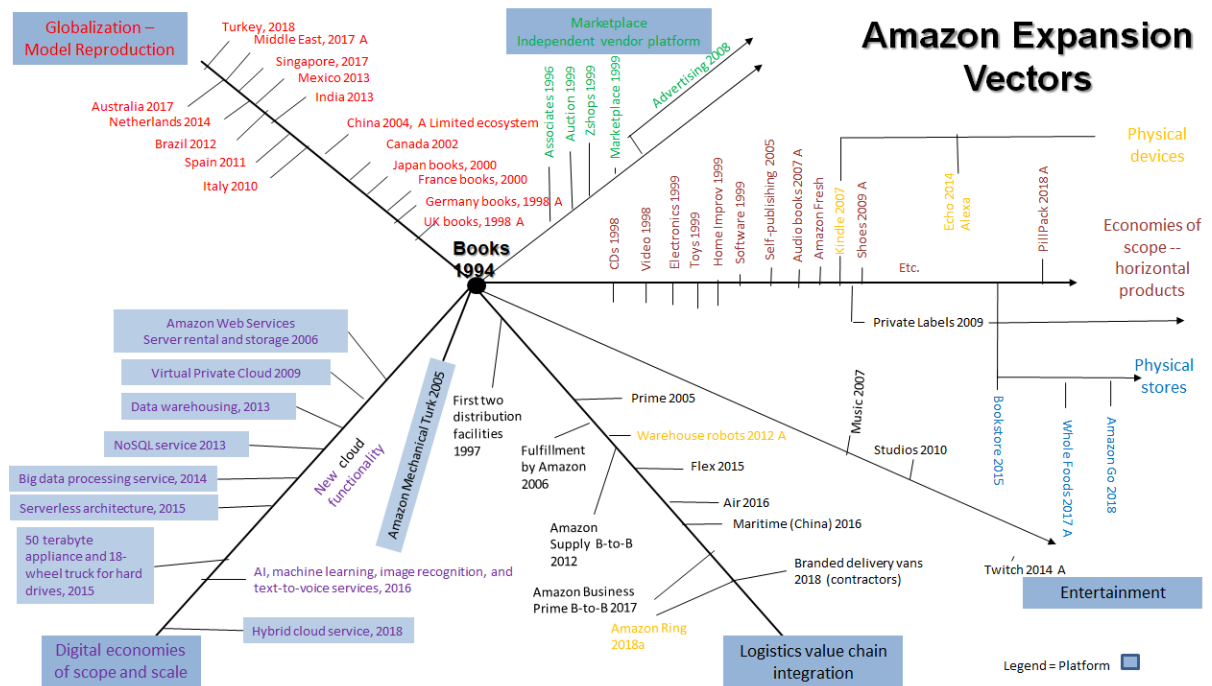 Globalization –
Model Reproduction
Turkey, 2018
Middle East, 2017 A
Singapore, 2017
Mexico 2013
India 2013
Australia 2017
Netherlands 2014
Brazil 2012
Spain 2011
Italy 2010
China 2004, A Limited ecosystem
Canada 2002
Japan books, 2000
France books, 2000
Germany books, 1998 A
UK books, 1998 A
Marketplace
Independent vendor platform
Associates 1996
Auction 1999
Zshops 1999
Marketplace 1999
Advertising 2008
Amazon Expansion
Vectors
Physical
devices
Books
1994
CDs 1998
Video 1998
Electronics 1999
Toys 1999
Home Improv 1999
Software 1999
Self-publisihing 2005
Audio books 2007 A
Amazon Fresh
Kindle 2007
Shoes 2009 A
Etc.
Echo 2014
Alexa
PillPack 2018 A
Economies of
scope --
horizontal
products
Private Labels 2009
Physical
stores
Bookstore 2015
Whole Foods 2017 A
Amazon Go 2018
Amazon Web Services
Server rental and storage 2006
Virtual Private Cloud 2009
Data warehousing, 2013
NoSQL service 2013
Big data processing service, 2014
Serverless architecture, 2015
50 terabyte
appliance and 18-
wheel truck for hard
drives, 2015
AI, machine learning, image recognition, and
text-to-voice services, 2016
Hybrid cloud service, 2018
New cloud
functionality
Digital economies
of scope and scale
Amazon Mechanical Turk 2005
First two
distribution
facilities
1997
Prime 2005
Fulfillment
by Amazon
2006
Warehouse robots 2012 A
Flex 2015
Amazon
Supply B-to-B
2012
Air 2016
Maritime (China) 2016
Branded delivery vans
2018 (contractors)
Amazon Business
Prime B-to-B 2017
Amazon Ring
2018a
Logistics value chain
integration
Music 2007
Studios 2010
Twitch 2014 A
Entertainment
Legend = Platform